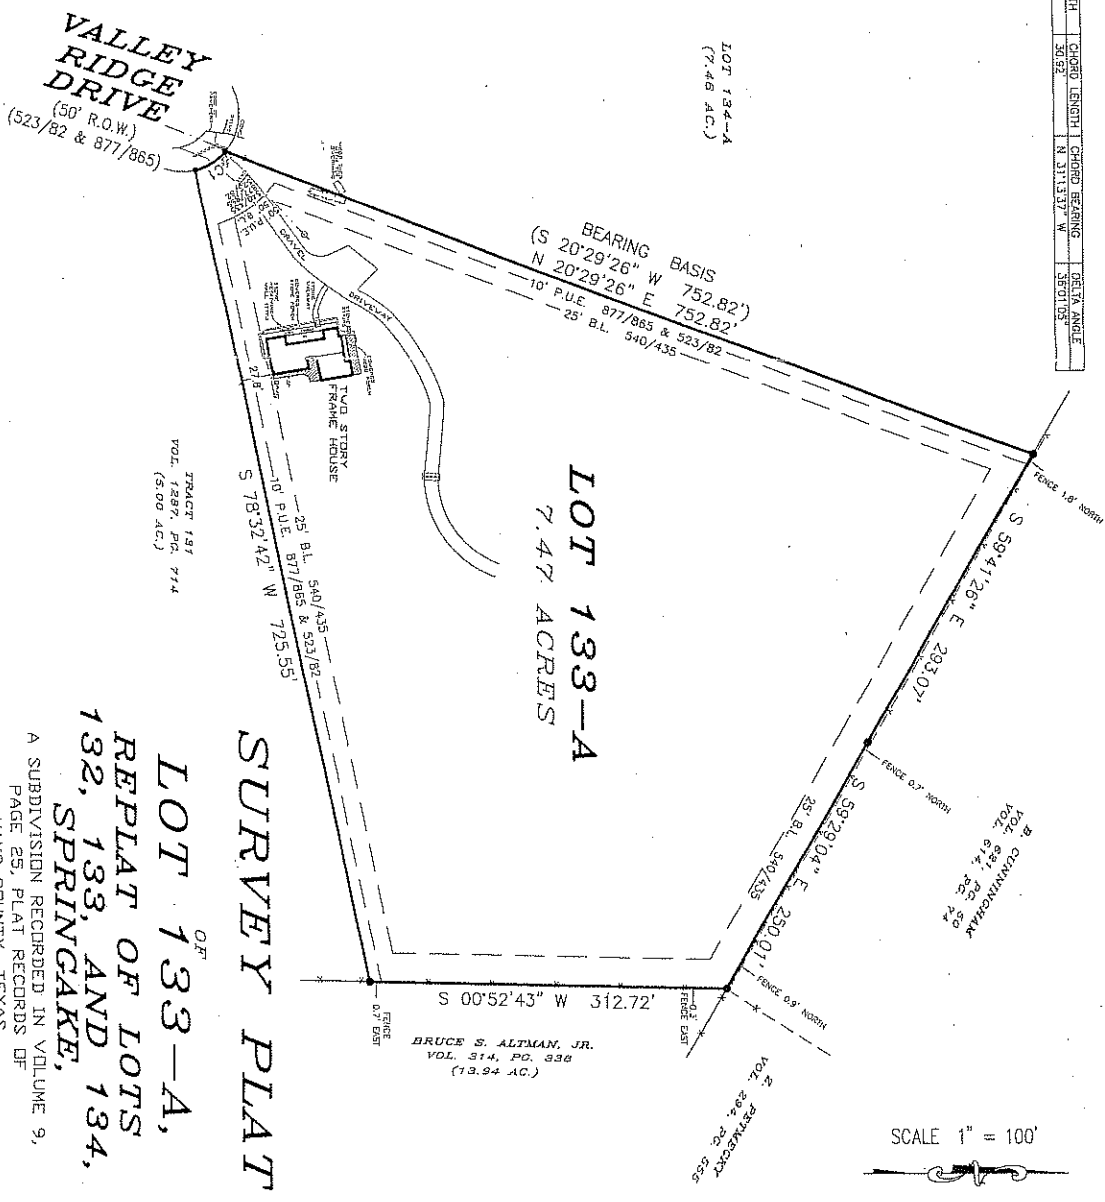 CHORD LENGTH CHORD BEARING DELTA ANGLE
30.92' N 31°13'37" W
VALLEY
RIDGE
DRIVE
(50' R.O.W.)
(523/82 & 877/865)
LOT 134-A
(7.46 AC.)
BEARING BASIS
(S 20°29'26" W 752.82')
N 20°29'26" E 752.82'
10' P.U.E. 877/865 & 523/82
25' B.L. 540/435
C1
GRAVEL
DRIVEWAY
TWO STORY
FRAME HOUSE
27.8'
LOT 133-A
7.47 ACRES
FENCE 1.8' NORTH
S 59°41'26" E 293.07'
FENCE 0.7' NORTH
S 59°29'04" E 250.01'
25' B.L. 540/435
FENCE 0.9' NORTH
B. CUNNINGHAM
VOL. 621, PG. 50
VOL. 614, PG. 74
Z. PETMECKY
VOL. 294, PG. 555
25' B.L. 540/435
10' P.U.E. 877/865 & 523/82
S 78°32'42" W 725.55'
TRACT 131
VOL. 1287, PG. 714
(5.00 AC.)
S 00°52'43" W 312.72'
FENCE
0.7' EAST
FENCE EAST
BRUCE S. ALTMAN, JR.
VOL. 314, PG. 338
(13.94 AC.)
SCALE 1" = 100'
SURVEY PLAT
OF
LOT 133-A,
REPLAT OF LOTS
132, 133, AND 134,
SPRINGAKE,
A SUBDIVISION RECORDED IN VOLUME 9,
PAGE 25, PLAT RECORDS OF